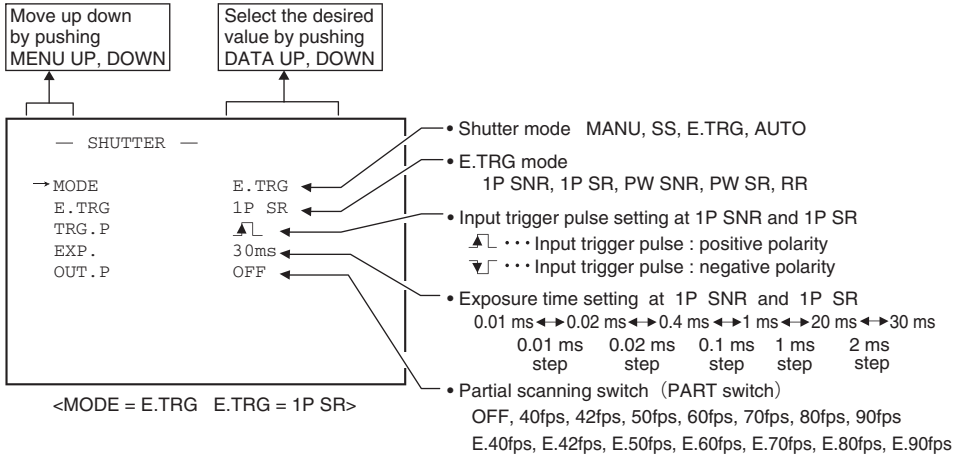 Move up down
by pushing
MENU UP, DOWN
Select the desired
value by pushing
DATA UP, DOWN
— SHUTTER —
→MODE E.TRG
E.TRG 1P SR
TRG.P
EXP. 30ms
OUT.P OFF
<MODE = E.TRG E.TRG = 1P SR>
• Shutter mode MANU, SS, E.TRG, AUTO
• E.TRG mode
1P SNR, 1P SR, PW SNR, PW SR, RR
• Input trigger pulse setting at 1P SNR and 1P SR
･･･Input trigger pulse : positive polarity
･･･Input trigger pulse : negative polarity
• Exposure time setting at 1P SNR and 1P SR
0.01 ms↔0.02 ms↔0.4 ms↔1 ms↔20 ms↔30 ms
0.01 ms 0.02 ms 0.1 ms 1 ms 2 ms
step step step step step
• Partial scanning switch（PART switch）
OFF, 40fps, 42fps, 50fps, 60fps, 70fps, 80fps, 90fps
E.40fps, E.42fps, E.50fps, E.60fps, E.70fps, E.80fps, E.90fps